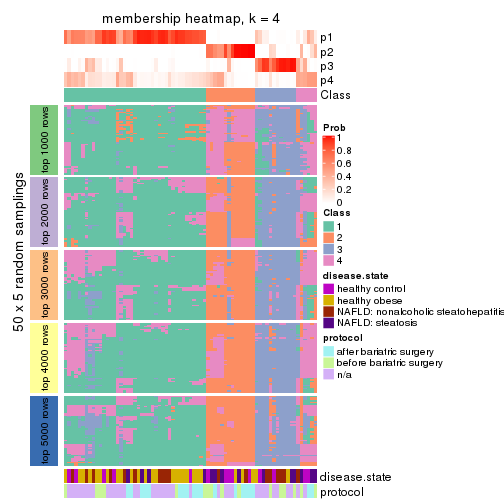 membership heatmap, k = 4
p1
p2
p3
p4
Class
50 x 5 random samplings
top 1000 rows
top 2000 rows
top 3000 rows
top 4000 rows
top 5000 rows
disease.state
protocol
Prob
1
0.8
0.6
0.4
0.2
0
Class
1
2
3
4
disease.state
healthy control
healthy obese
NAFLD: nonalcoholic steatohepatitis
NAFLD: steatosis
protocol
after bariatric surgery
before bariatric surgery
n/a